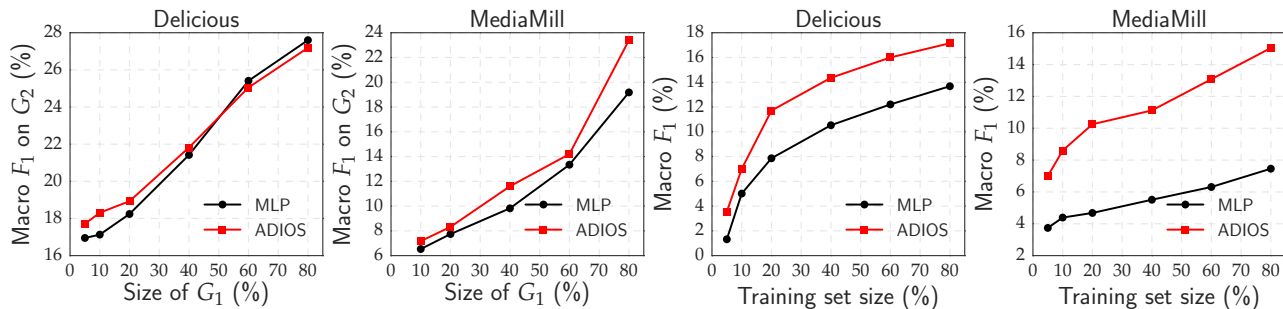 Delicious
Macro F1 on G2 (%)
28
26
24
22
20
18
16
MLP
ADIOS
0 10 20 30 40 50 60 70 80
Size of G1 (%)
MediaMill
Macro F1 on G2 (%)
24
22
20
18
16
14
12
10
8
6
MLP
ADIOS
0 10 20 30 40 50 60 70 80
Size of G1 (%)
Delicious
Macro F1 (%)
18
16
14
12
10
8
6
4
2
0
MLP
ADIOS
0 10 20 30 40 50 60 70 80
Training set size (%)
MediaMill
Macro F1 (%)
16
14
12
10
8
6
4
2
MLP
ADIOS
0 10 20 30 40 50 60 70 80
Training set size (%)